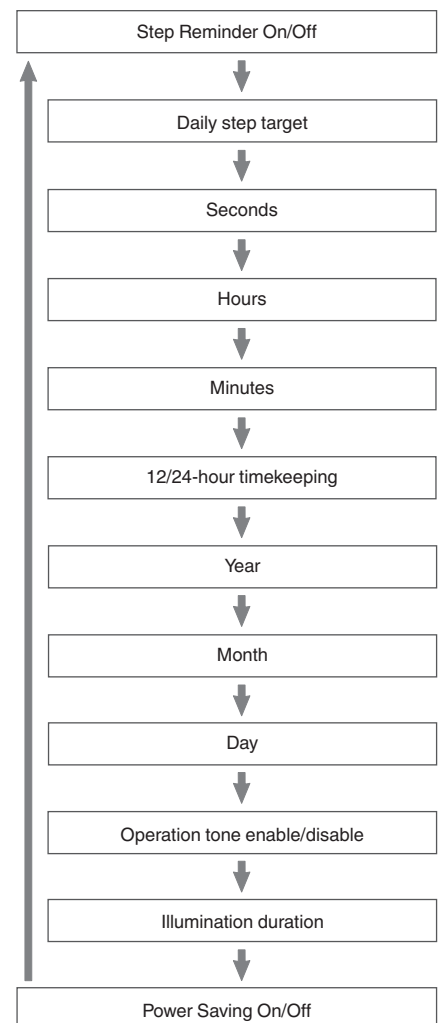 Step Reminder On/Off
Daily step target
Seconds
Hours
Minutes
12/24-hour timekeeping
Year
Month
Day
Operation tone enable/disable
Illumination duration
Power Saving On/Off